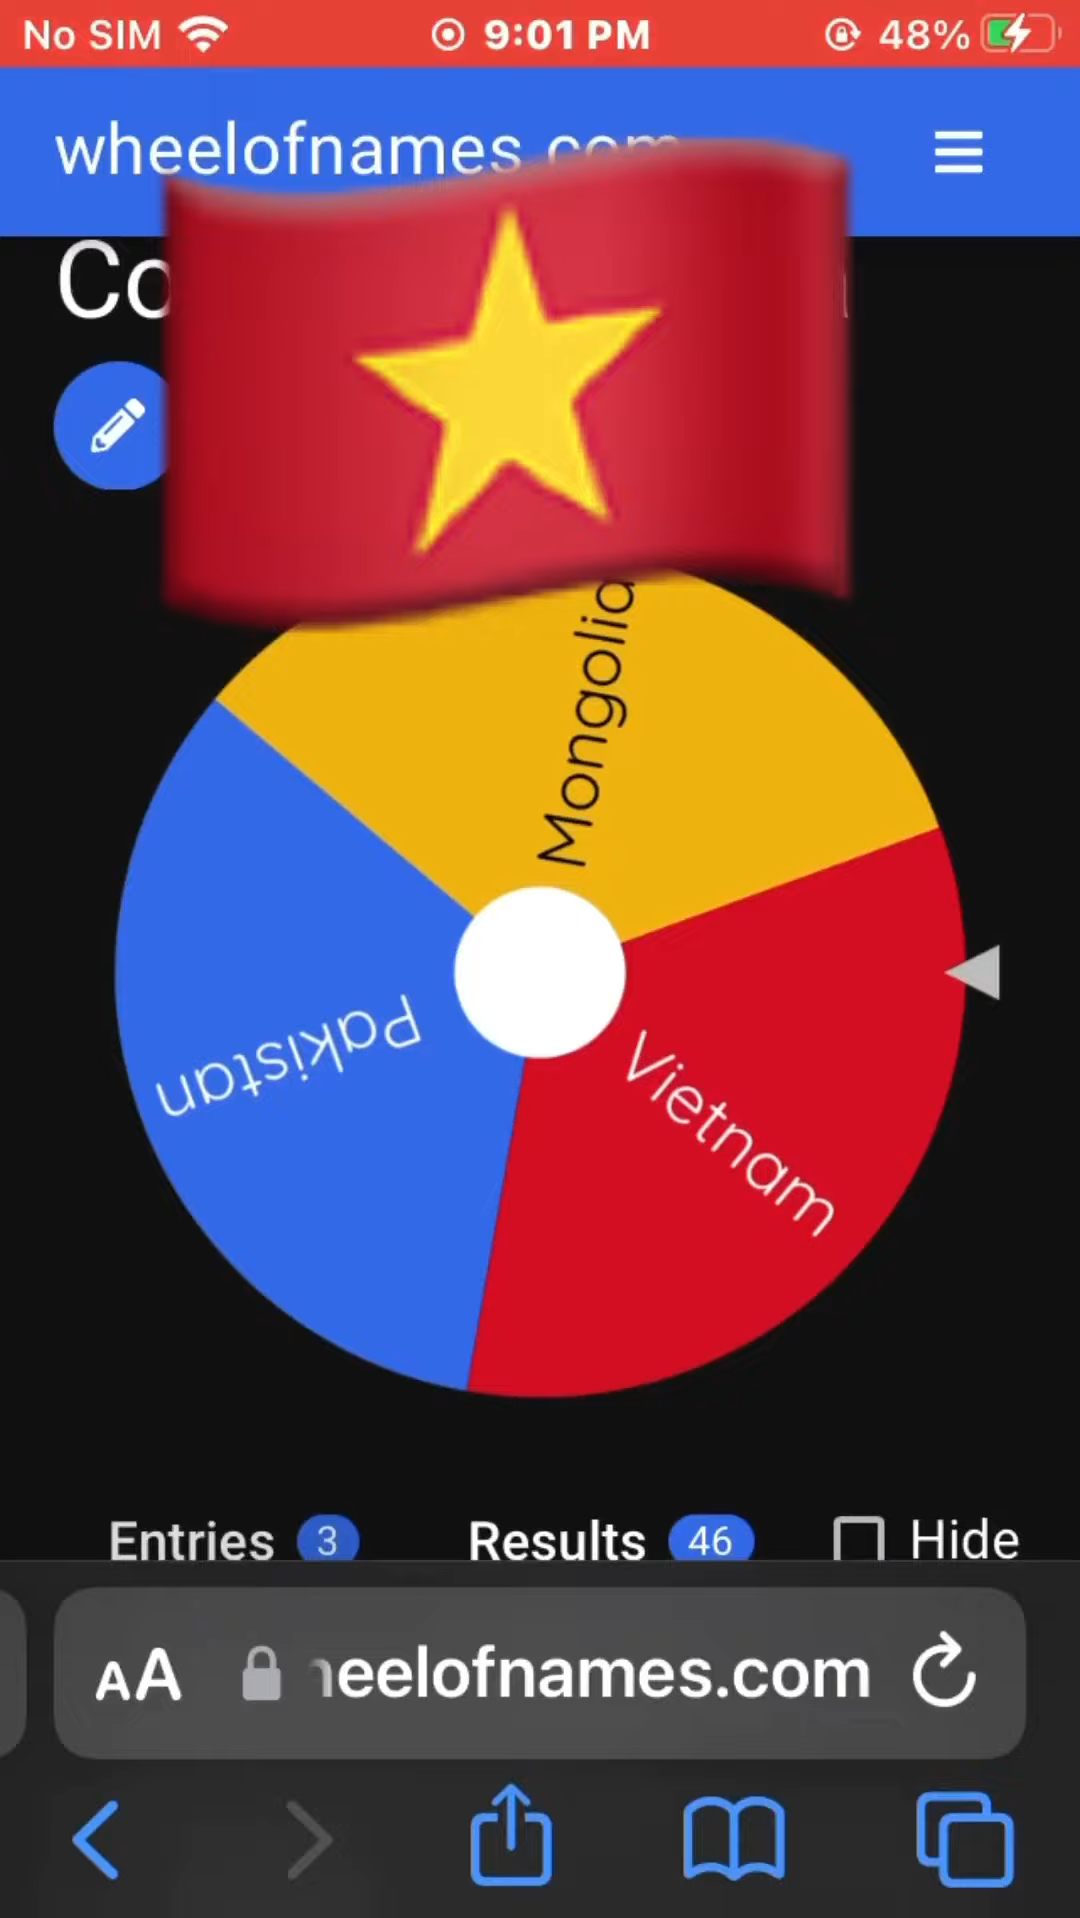 No SIM 9:01 PM 48%
wheelofnames.com
Co
Mongolia
Pakistan
Vietnam
Entries 3 Results 46 Hide
AA eelofnames.com